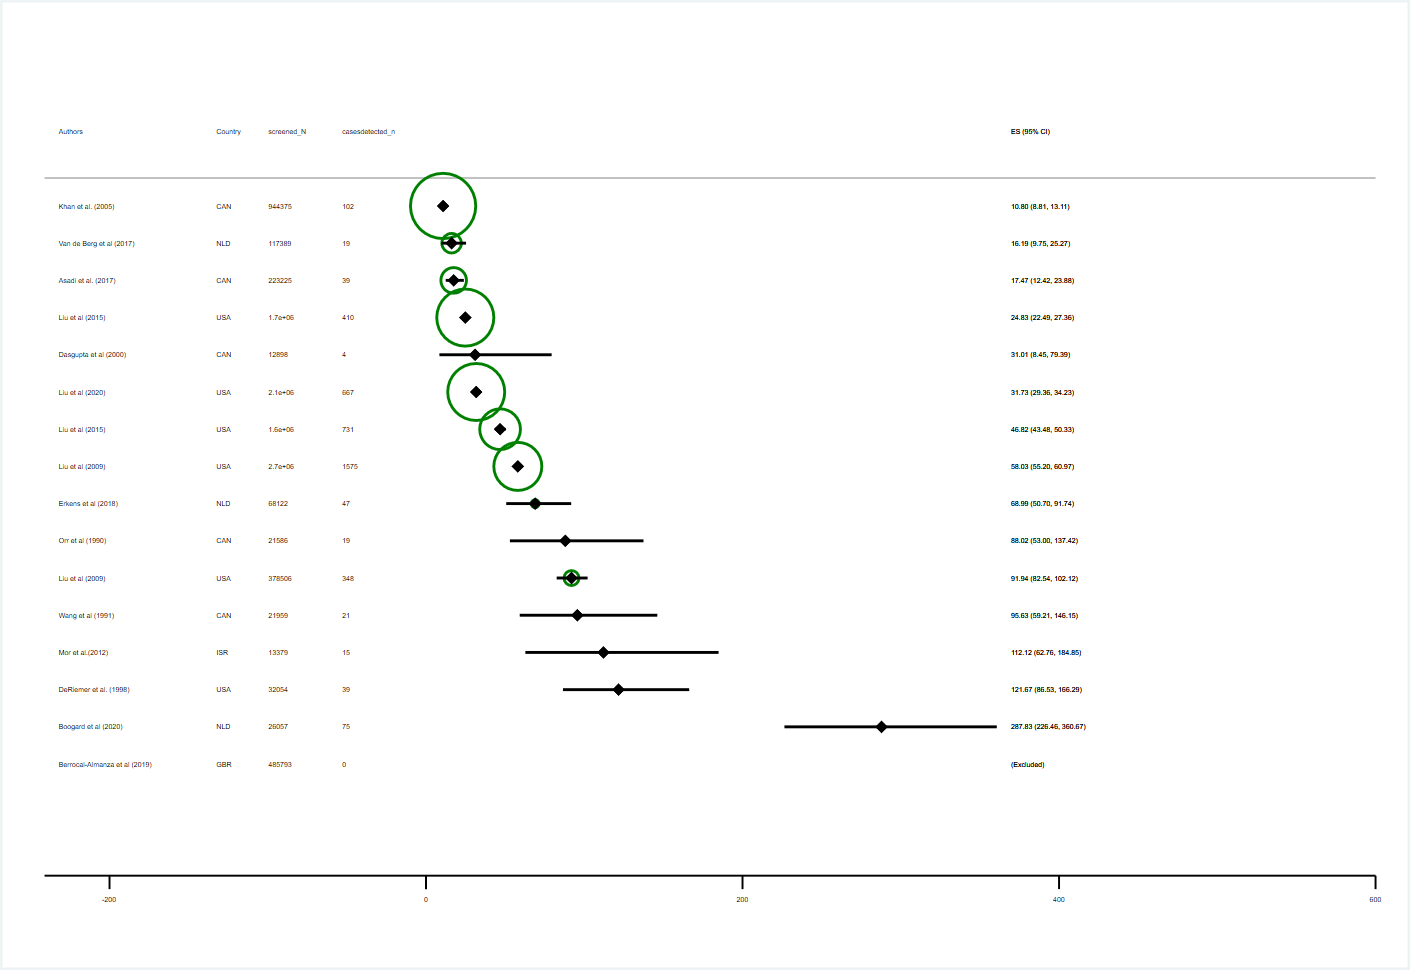 Authors Country screened_N casesdetected_n ES (95% CI)
Khan et al. (2005) CAN 944375 102 10.80 (8.81, 13.11)
Van de Berg et al (2017) NLD 117389 19 16.19 (9.75, 25.27)
Asadi et al. (2017) CAN 223225 39 17.47 (12.42, 23.88)
Liu et al (2015) USA 1.7e+06 410 24.83 (22.49, 27.36)
Dasgupta et al (2000) CAN 12898 4 31.01 (8.45, 79.39)
Liu et al (2020) USA 2.1e+06 667 31.73 (29.36, 34.23)
Liu et al (2015) USA 1.6e+06 731 46.82 (43.48, 50.33)
Liu et al (2009) USA 2.7e+06 1575 58.03 (55.20, 60.97)
Erkens et al (2018) NLD 68122 47 68.99 (50.70, 91.74)
Orr et al (1990) CAN 21586 19 88.02 (53.00, 137.42)
Liu et al (2009) USA 378506 348 91.94 (82.54, 102.12)
Wang et al (1991) CAN 21959 21 95.63 (59.21, 146.15)
Mor et al.(2012) ISR 13379 15 112.12 (62.76, 184.85)
DeRiemer et al. (1998) USA 32054 39 121.67 (86.53, 166.29)
Boogard et al (2020) NLD 26057 75 287.83 (226.46, 360.67)
Berrocal-Almanza et al (2019) GBR 485793 0 (Excluded)
-200 0 200 400 600